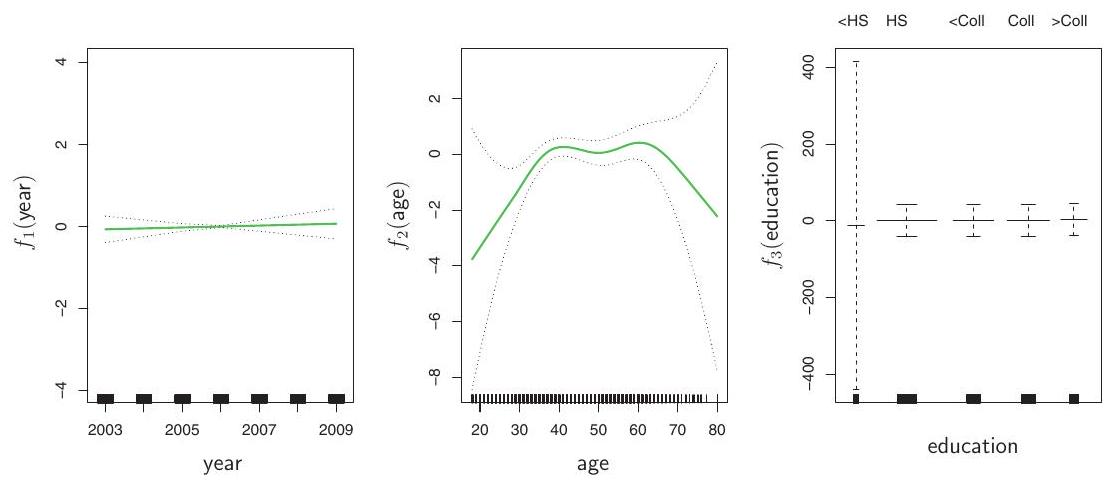 <HS HS <Coll Coll >Coll
f1(year)
4
2
0
-2
-4
2003 2005 2007 2009
year
f2(age)
2
0
-2
-4
-6
-8
20 30 40 50 60 70 80
age
f3(education)
400
200
0
-200
-400
education